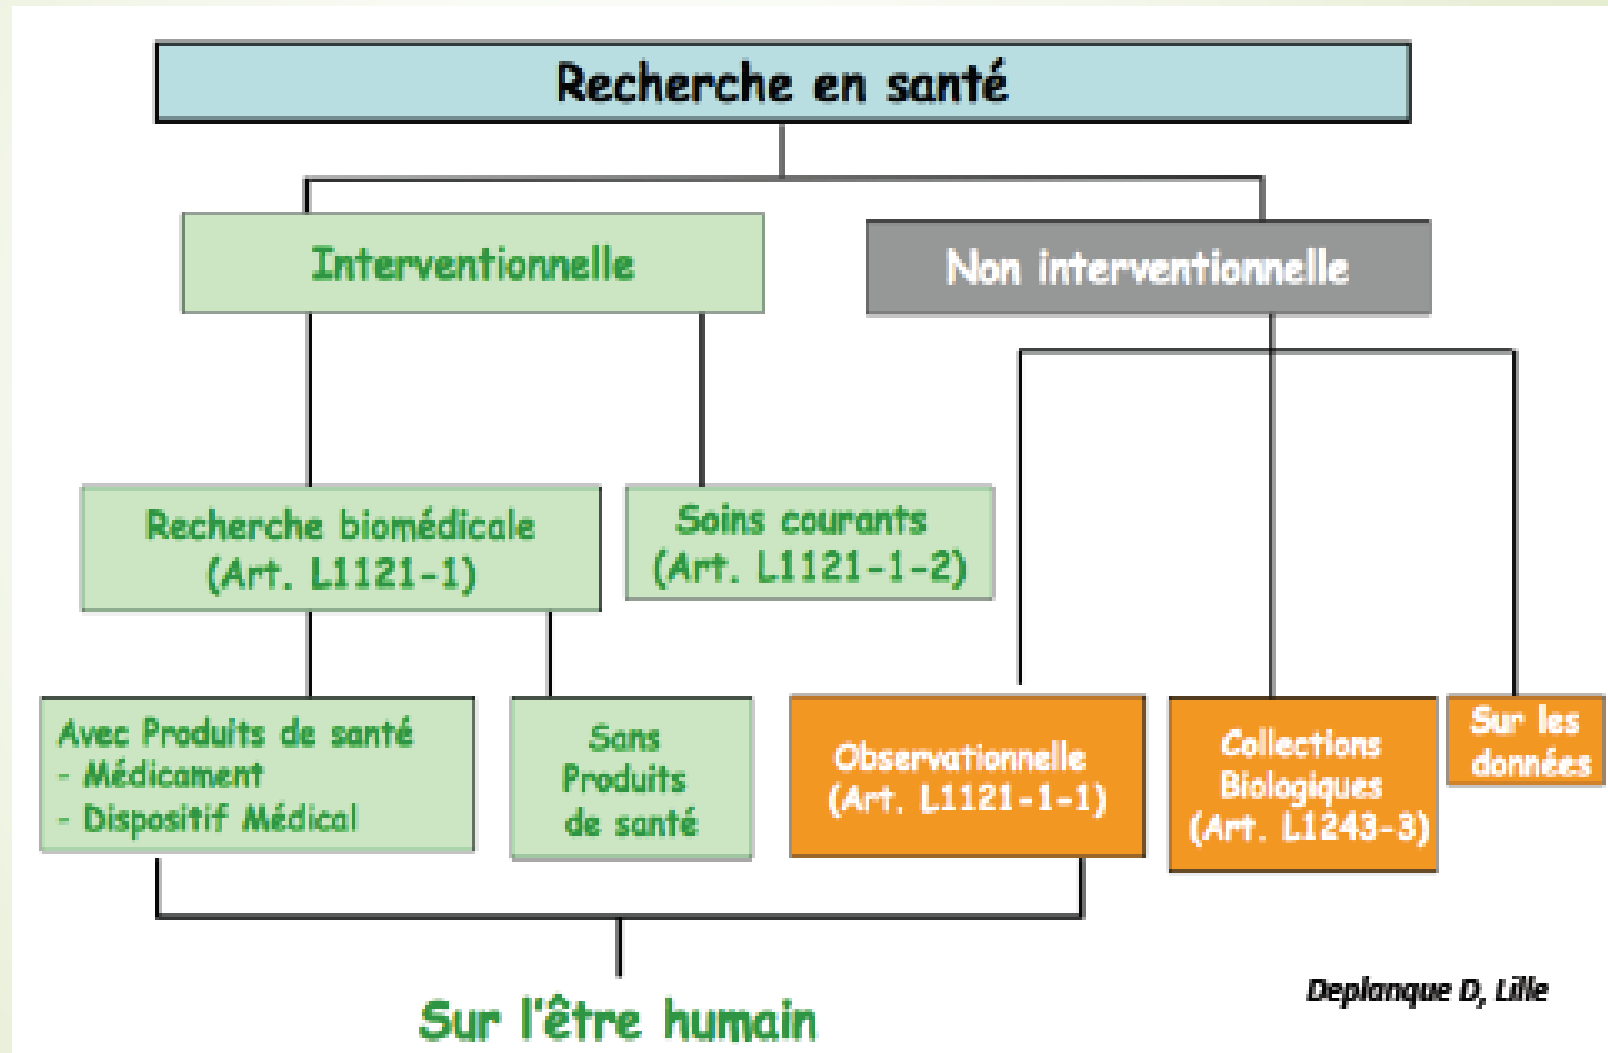 Recherche en santé
Interventionnelle
Non interventionnelle
Recherche biomédicale
(Art. L1121-1)
Soins courants
(Art. L1121-1-2)
Avec Produits de santé
- Médicament
- Dispositif Médical
Sans
Produits
de santé
Observationnelle
(Art. L1121-1-1)
Collections
Biologiques
(Art. L1243-3)
Sur les
données
Sur l'être humain
Deplanque D, Lille